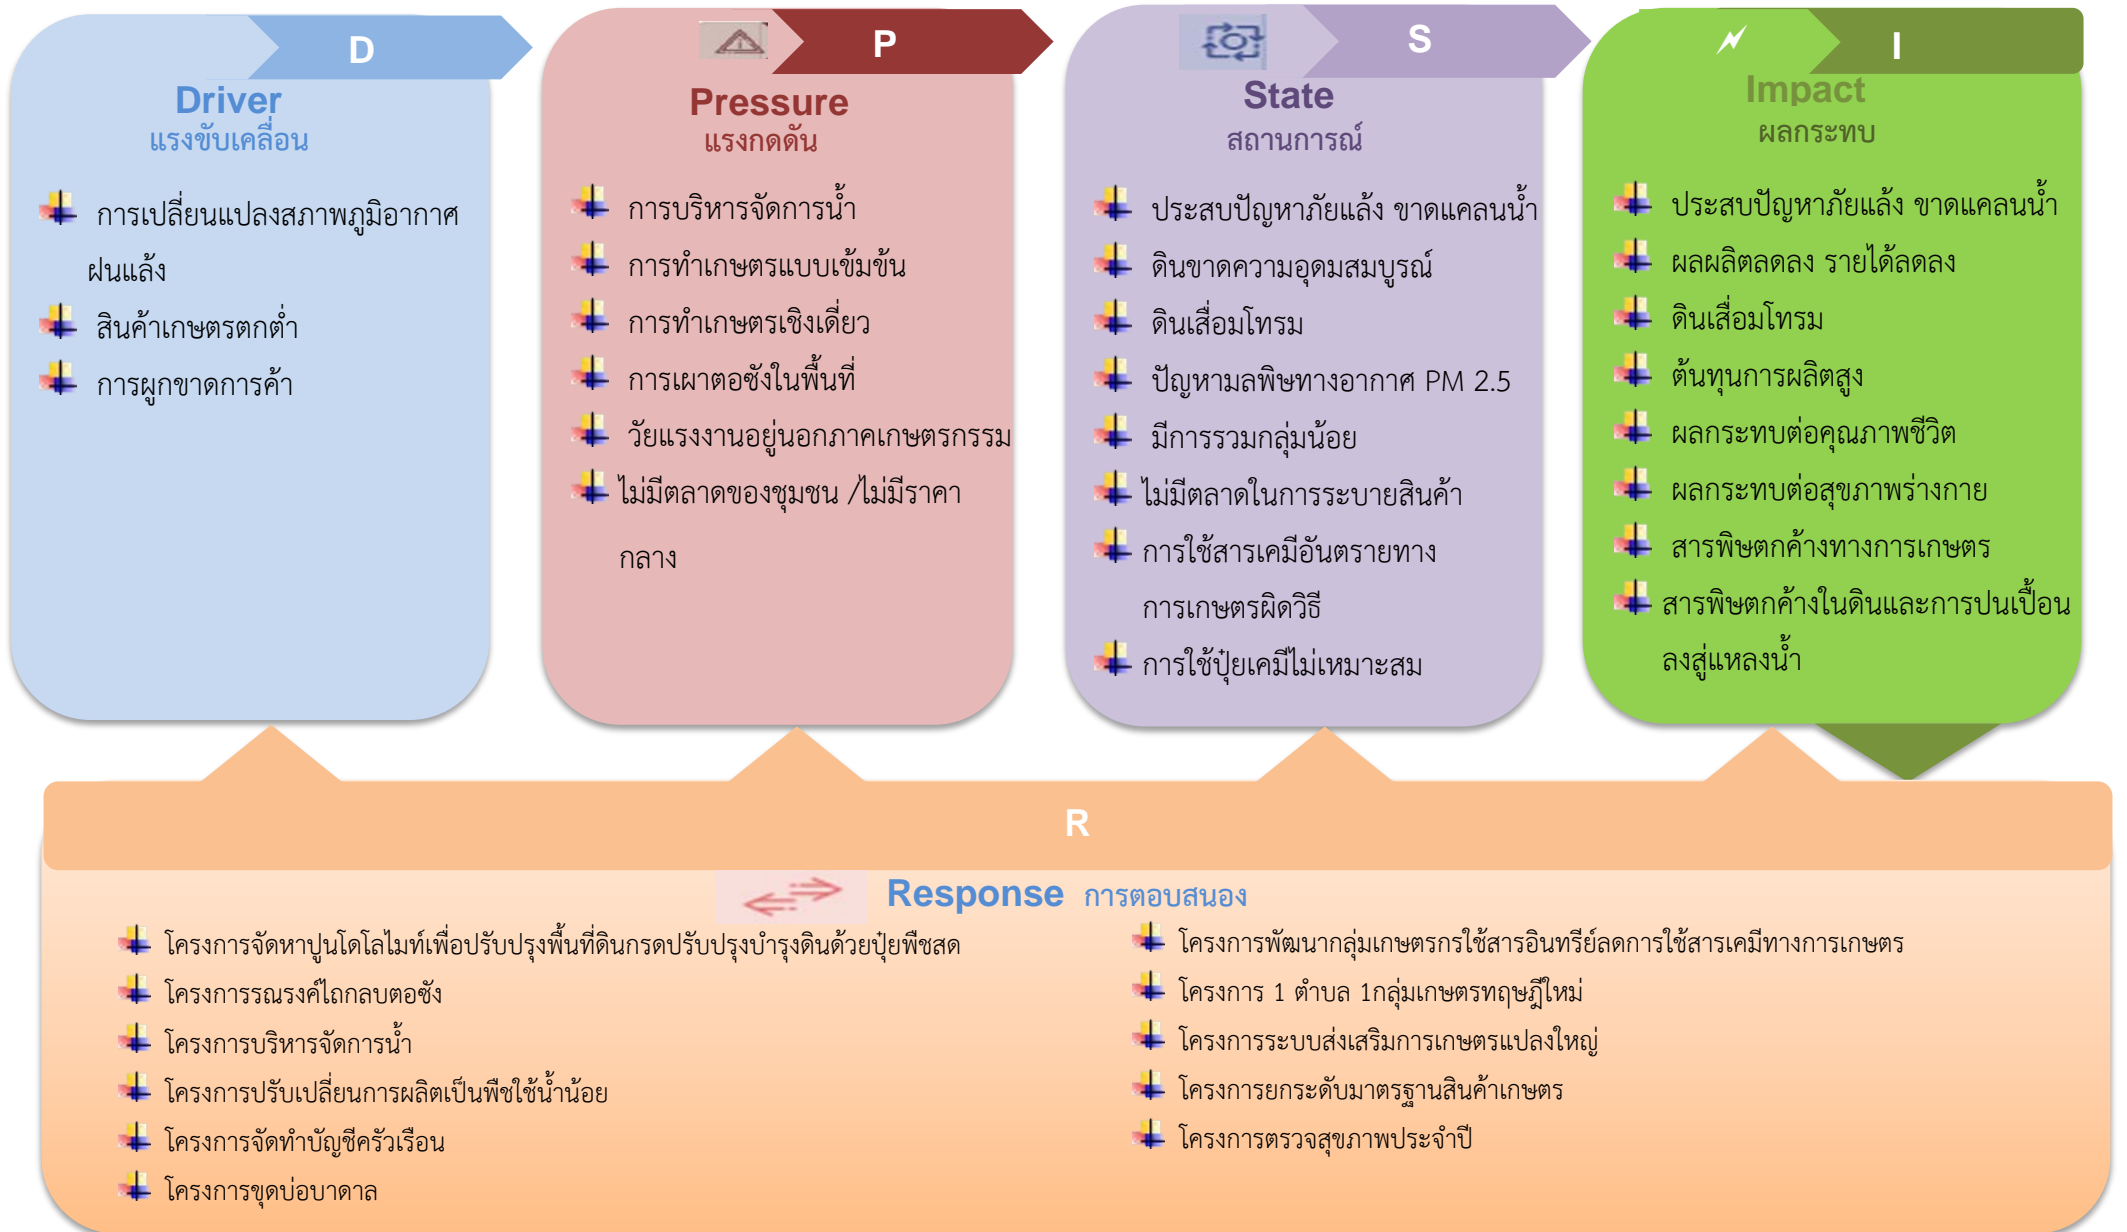 D
Driver
แรงขับเคลื่อน
การเปลี่ยนแปลงสภาพภูมิอากาศ
ฝนแล้ง
สินค้าเกษตรตกต่ำ
การผูกขาดการค้า
P
Pressure
แรงกดดัน
การบริหารจัดการน้ำ
การทำเกษตรแบบเข้มข้น
การทำเกษตรเชิงเดี่ยว
การเผาตอซังในพื้นที่
วัยแรงงานอยู่นอกภาคเกษตรกรรม
ไม่มีตลาดของชุมชน /ไม่มีราคา
กลาง
S
State
สถานการณ์
ประสบปัญหาภัยแล้ง ขาดแคลนน้ำ
ดินขาดความอุดมสมบูรณ์
ดินเสื่อมโทรม
ปัญหามลพิษทางอากาศ PM 2.5
มีการรวมกลุ่มน้อย
ไม่มีตลาดในการระบายสินค้า
การใช้สารเคมีอันตรายทาง
การเกษตรผิดวิธี
การใช้ปุ๋ยเคมีไม่เหมาะสม
I
Impact
ผลกระทบ
ประสบปัญหาภัยแล้ง ขาดแคลนน้ำ
ผลผลิตลดลง รายได้ลดลง
ดินเสื่อมโทรม
ต้นทุนการผลิตสูง
ผลกระทบต่อคุณภาพชีวิต
ผลกระทบต่อสุขภาพร่างกาย
สารพิษตกค้างทางการเกษตร
สารพิษตกค้างในดินและการปนเปื้อน
ลงสู่แหลงน้ำ
R
Response การตอบสนอง
โครงการจัดหาปูนโดโลไมท์เพื่อปรับปรุงพื้นที่ดินกรดปรับปรุงบำรุงดินด้วยปุ๋ยพืชสด
โครงการรณรงค์ไถกลบตอซัง
โครงการบริหารจัดการน้ำ
โครงการปรับเปลี่ยนการผลิตเป็นพืชใช้น้ำน้อย
โครงการจัดทำบัญชีครัวเรือน
โครงการขุดบ่อบาดาล
โครงการพัฒนากลุ่มเกษตรกรใช้สารอินทรีย์ลดการใช้สารเคมีทางการเกษตร
โครงการ 1 ตำบล 1กลุ่มเกษตรทฤษฎีใหม่
โครงการระบบส่งเสริมการเกษตรแปลงใหญ่
โครงการยกระดับมาตรฐานสินค้าเกษตร
โครงการตรวจสุขภาพประจำปี